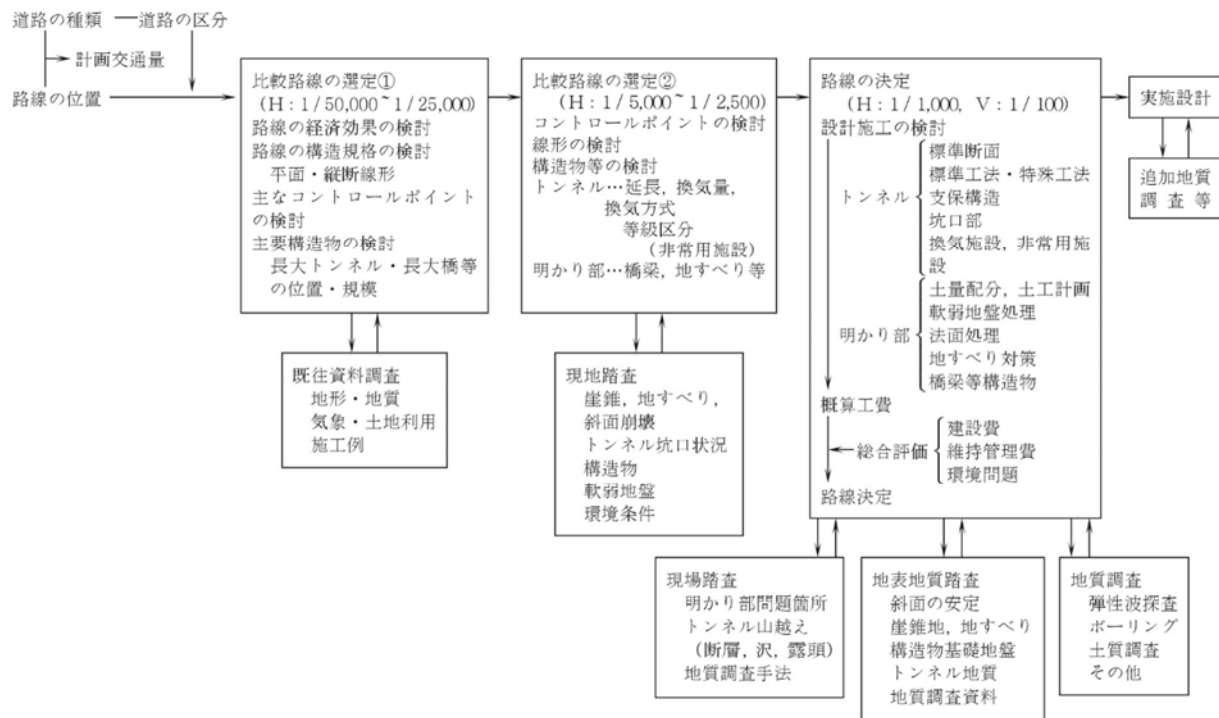 道路の種類
道路の区分
計画交通量
路線の位置
比較路線の選定①
(H:1/50,000~1/25,000)
路線の経済効果の検討
路線の構造規格の検討
平面・縦断線形
主なコントロールポイント
の検討
主要構造物の検討
長大トンネル・長大橋等
の位置・規模
既往資料調査
地形・地質
気象・土地利用
施工例
比較路線の選定②
(H:1/5,000~1/2,500)
コントロールポイントの検討
線形の検討
構造物等の検討
トンネル…延長,換気量,
換気方式
等級区分
(非常用施設)
明かり部…橋梁,地すべり等
現地踏査
崖錐,地すべり,
斜面崩壊
トンネル坑口状況
構造物
軟弱地盤
環境条件
路線の決定
(H:1/1,000, V:1/100)
設計施工の検討
トンネル
標準断面
標準工法・特殊工法
支保構造
坑口部
換気施設,非常用施
設
明かり部
土量配分,土工計画
軟弱地盤処理
法面処理
地すべり対策
橋梁等構造物
概算工費
総合評価
建設費
維持管理費
環境問題
路線決定
実施設計
追加地質
調査等
現場踏査
明かり部問題箇所
トンネル山越え
(断層,沢,露頭)
地質調査手法
地表地質踏査
斜面の安定
崖錐地,地すべり
構造物基礎地盤
トンネル地質
地質調査資料
地質調査
弾性波探査
ボーリング
土質調査
その他